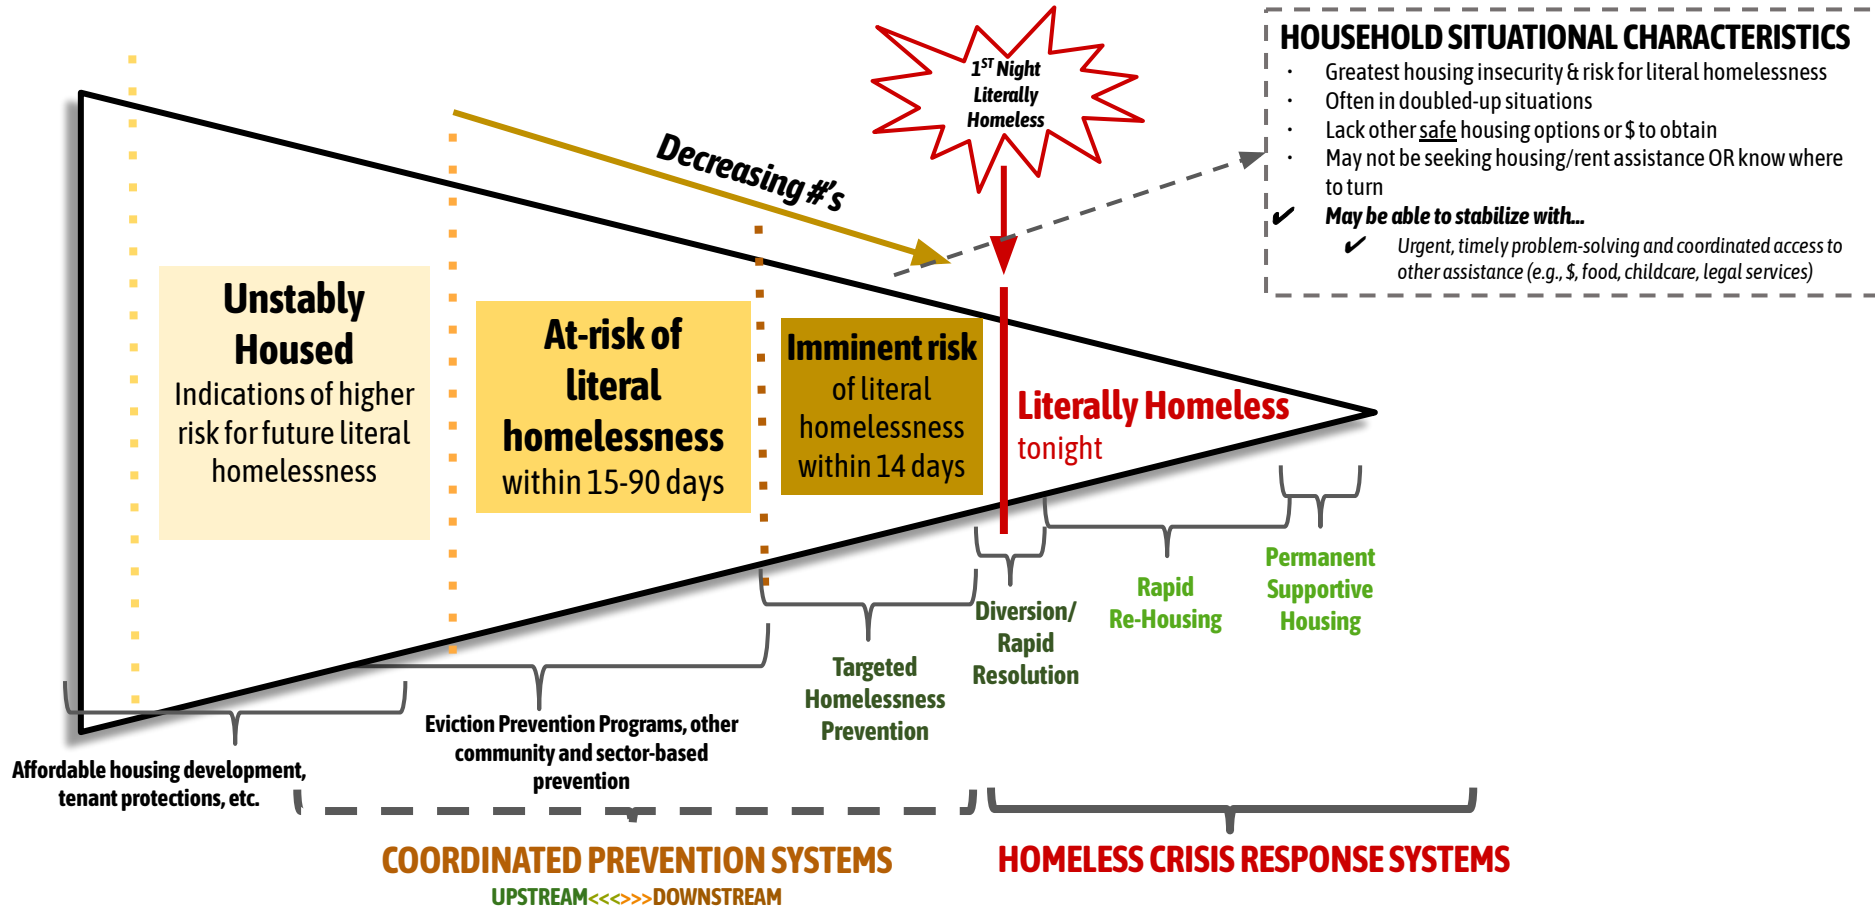 1ST Night
Literally
Homeless
HOUSEHOLD SITUATIONAL CHARACTERISTICS
· Greatest housing insecurity & risk for literal homelessness
· Often in doubled-up situations
· Lack other safe housing options or $ to obtain
· May not be seeking housing/rent assistance OR know where
to turn
✔ May be able to stabilize with...
✔ Urgent, timely problem-solving and coordinated access to
other assistance (e.g., $, food, childcare, legal services)
Decreasing #'s
Unstably
Housed
Indications of higher
risk for future literal
homelessness
At-risk of
literal
homelessness
within 15-90 days
Imminent risk
of literal
homelessness
within 14 days
Literally Homeless
tonight
Affordable housing development,
tenant protections, etc.
Eviction Prevention Programs, other
community and sector-based
prevention
Targeted
Homelessness
Prevention
Diversion/
Rapid
Resolution
Rapid
Re-Housing
Permanent
Supportive
Housing
COORDINATED PREVENTION SYSTEMS
UPSTREAM<<<>>>DOWNSTREAM
HOMELESS CRISIS RESPONSE SYSTEMS